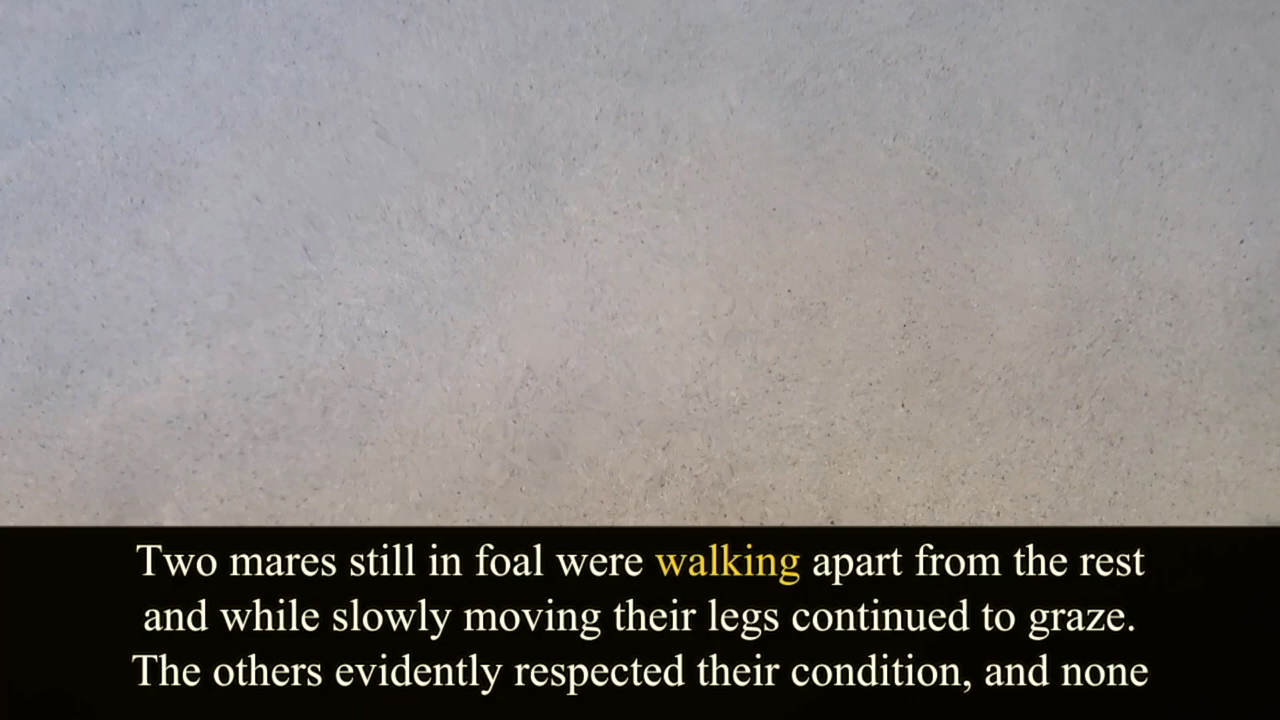 Two mares still in foal were walking apart from the rest
and while slowly moving their legs continued to graze.
The others evidently respected their condition, and none